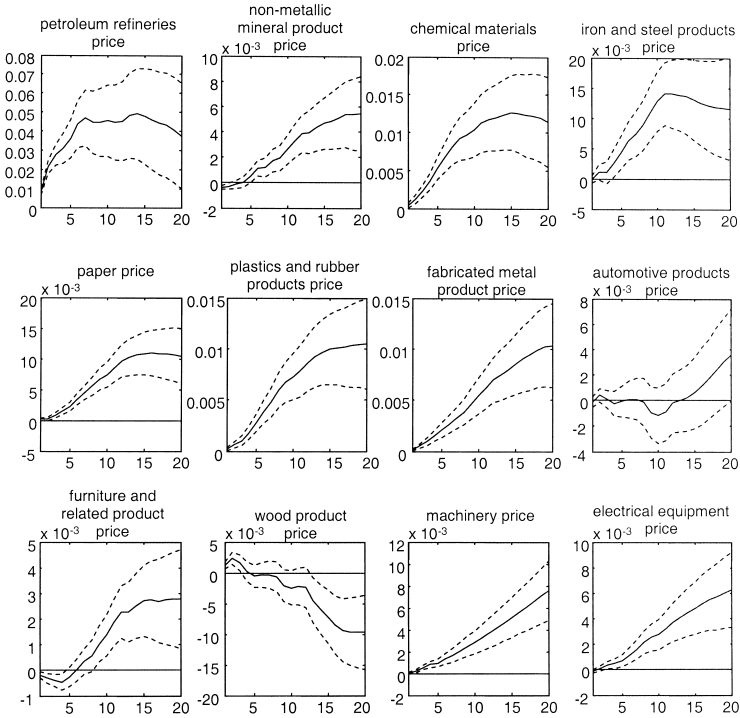 petroleum refineries
price
0.08
0.07
0.06
0.05
0.04
0.03
0.02
0.01
0
5 10 15 20
non-metallic
mineral product
x 10-3 price
10
8
6
4
2
0
-2
5 10 15 20
chemical materials
price
0.02
0.015
0.01
0.005
0
5 10 15 20
iron and steel products
x 10-3 price
20
15
10
5
0
-5
5 10 15 20
paper price
x 10-3
20
15
10
5
0
-5
5 10 15 20
plastics and rubber
products price
0.015
0.01
0.005
0
5 10 15 20
fabricated metal
product price
0.015
0.01
0.005
0
5 10 15 20
automotive products
x 10-3 price
8
6
4
2
0
-2
-4
5 10 15 20
furniture and
related product
x 10-3 price
5
4
3
2
1
0
-1
5 10 15 20
wood product
x 10-3 price
5
0
-5
-10
-15
-20
5 10 15 20
machinery price
x 10-3
12
10
8
6
4
2
0
-2
5 10 15 20
electrical equipment
x 10-3 price
10
8
6
4
2
0
-2
5 10 15 20